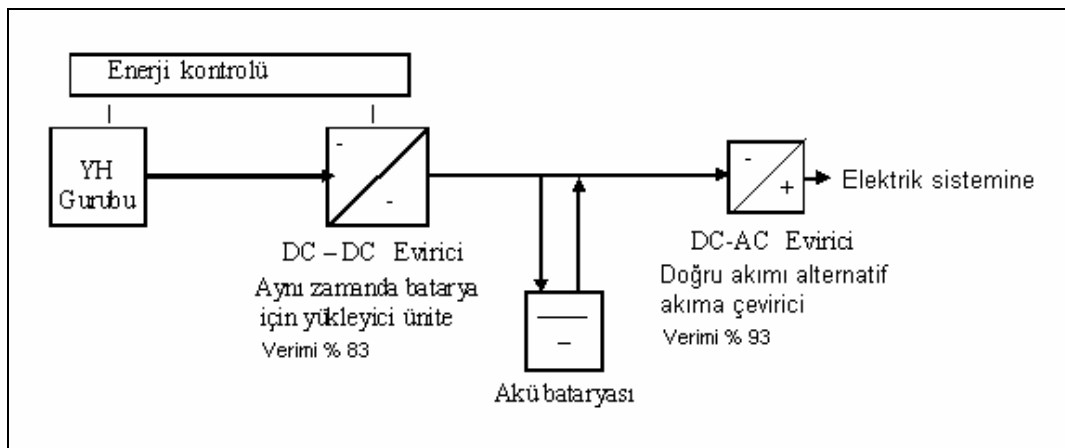 Enerji kontrolü
YH
Gurubu
-
-
DC – DC Evirici
Aynı zamanda batarya
için yükleyici ünite
Verimi % 83
–
Akü bataryası
-
+
Elektrik sistemine
DC-AC Evirici
Doğru akımı alternatif
akıma çevirici
Verimi % 93